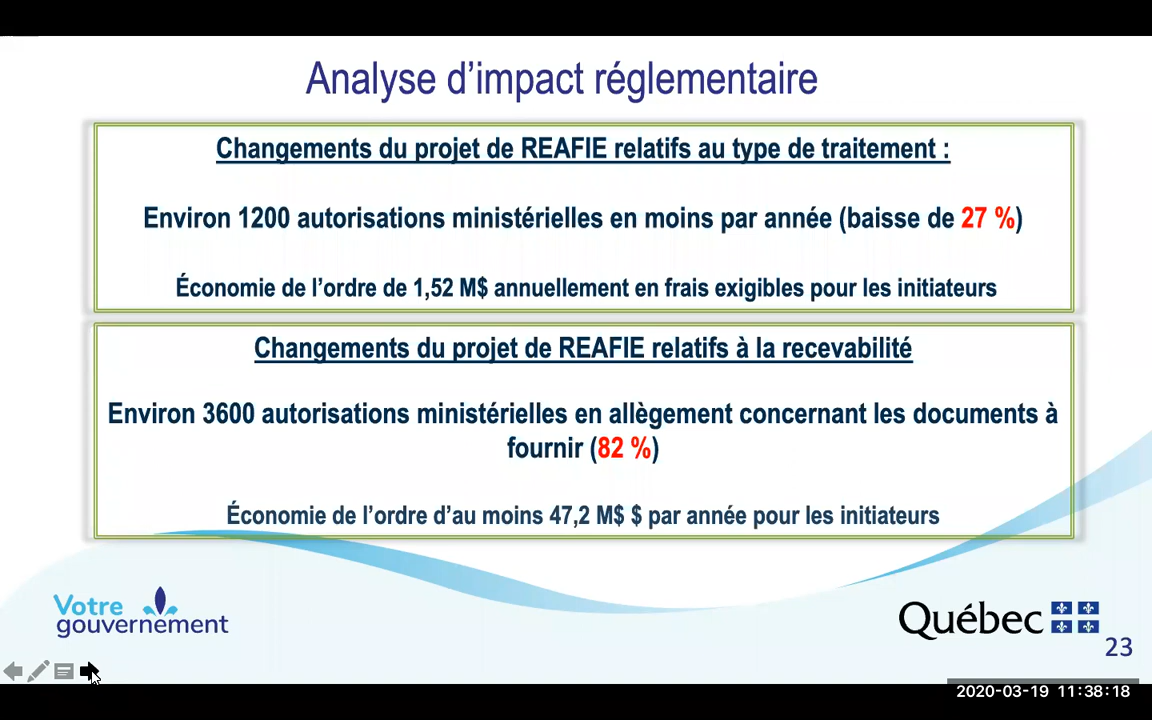 Analyse d’impact réglementaire
Changements du projet de REAFIE relatifs au type de traitement :
Environ 1200 autorisations ministérielles en moins par année (baisse de 27 %)
Économie de l’ordre de 1,52 M$ annuellement en frais exigibles pour les initiateurs
Changements du projet de REAFIE relatifs à la recevabilité
Environ 3600 autorisations ministérielles en allègement concernant les documents à
fournir (82 %)
Économie de l’ordre d’au moins 47,2 M$ $ par année pour les initiateurs
Votre
gouvernement
Québec
23
2020-03-19 11:38:18